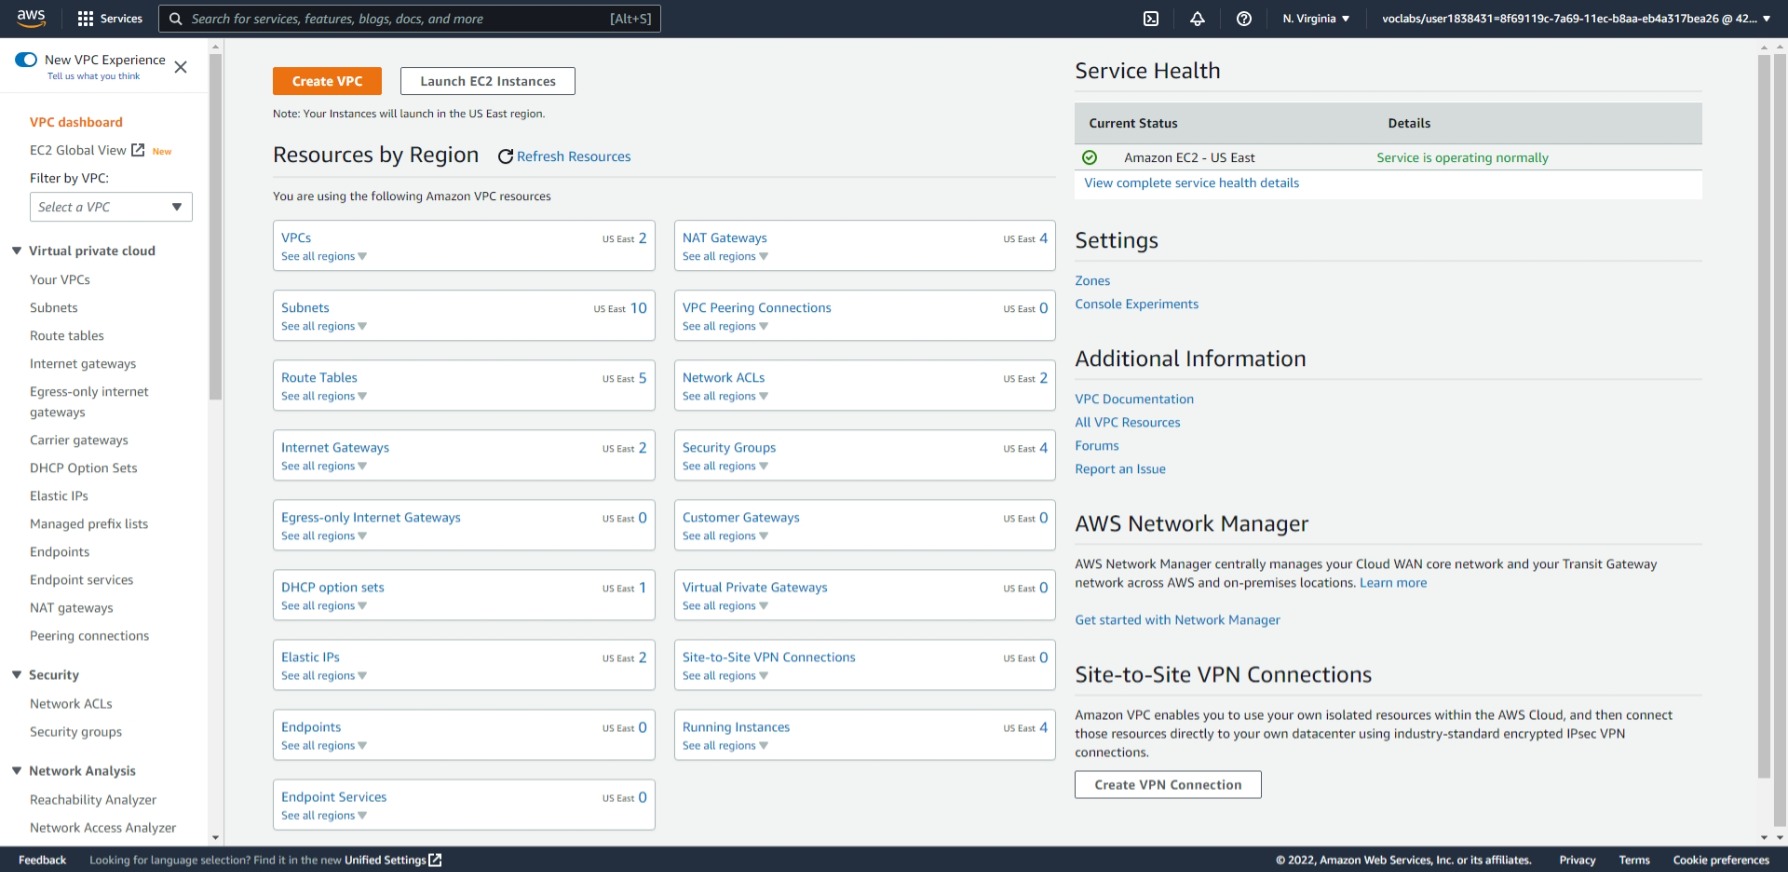 aws
Services
Search for services, features, blogs, docs, and more
[Alt+S]
N. Virginia
voclabs/user1838431=8f69119c-7a69-11ec-b8aa-eb4a317bea26 @ 42...
New VPC Experience
Tell us what you think
VPC dashboard
EC2 Global View New
Filter by VPC:
Select a VPC
Virtual private cloud
Your VPCs
Subnets
Route tables
Internet gateways
Egress-only internet
gateways
Carrier gateways
DHCP Option Sets
Elastic IPs
Managed prefix lists
Endpoints
Endpoint services
NAT gateways
Peering connections
Security
Network ACLs
Security groups
Network Analysis
Reachability Analyzer
Network Access Analyzer
Create VPC
Launch EC2 Instances
Note: Your Instances will launch in the US East region.
Resources by Region
Refresh Resources
You are using the following Amazon VPC resources
VPCs US East 2
See all regions
NAT Gateways US East 4
See all regions
Subnets US East 10
See all regions
VPC Peering Connections US East 0
See all regions
Route Tables US East 5
See all regions
Network ACLs US East 2
See all regions
Internet Gateways US East 2
See all regions
Security Groups US East 4
See all regions
Egress-only Internet Gateways US East 0
See all regions
Customer Gateways US East 0
See all regions
DHCP option sets US East 1
See all regions
Virtual Private Gateways US East 0
See all regions
Elastic IPs US East 2
See all regions
Site-to-Site VPN Connections US East 0
See all regions
Endpoints US East 0
See all regions
Running Instances US East 4
See all regions
Endpoint Services US East 0
See all regions
Service Health
Current Status Details
Amazon EC2 - US East Service is operating normally
View complete service health details
Settings
Zones
Console Experiments
Additional Information
VPC Documentation
All VPC Resources
Forums
Report an Issue
AWS Network Manager
AWS Network Manager centrally manages your Cloud WAN core network and your Transit Gateway
network across AWS and on-premises locations. Learn more
Get started with Network Manager
Site-to-Site VPN Connections
Amazon VPC enables you to use your own isolated resources within the AWS Cloud, and then connect
those resources directly to your own datacenter using industry-standard encrypted IPsec VPN
connections.
Create VPN Connection
Feedback
Looking for language selection? Find it in the new Unified Settings
© 2022, Amazon Web Services, Inc. or its affiliates.
Privacy
Terms
Cookie preferences